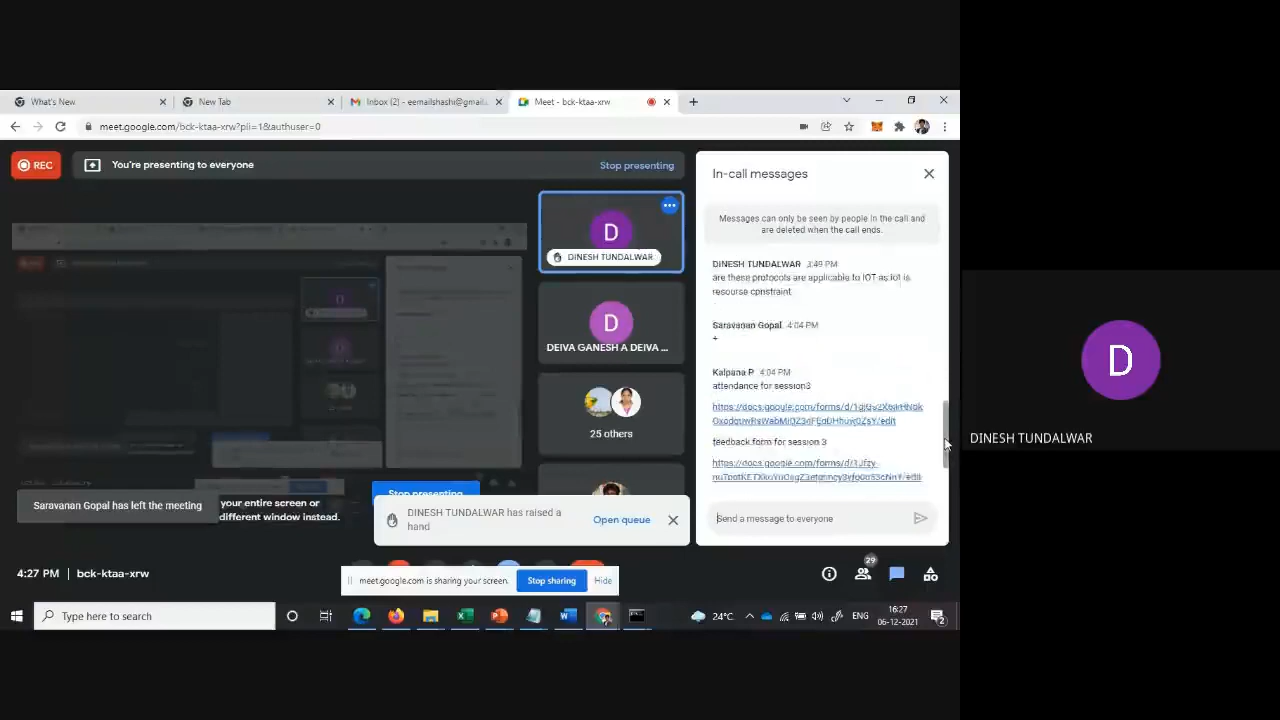 What's New
New Tab
Inbox (2) - eemailshashi@gmail.
Meet - bck-ktaa-xrw
meet.google.com/bck-ktaa-xrw?pli=1&authuser=0
REC
You're presenting to everyone
Stop presenting
In-call messages
Messages can only be seen by people in the call and
are deleted when the call ends.
D
DINESH TUNDALWAR
DINESH TUNDALWAR 3:49 PM
are these protocols are applicable to IOT as iot is
resourse cpnstraint
Saravanan Gopal 4:04 PM
+
D
DEIVA GANESH A DEIVA ...
Kalpana P 4:04 PM
attendance for session3
/edit
feedback form for session 3
/edit
25 others
Saravanan Gopal has left the meeting
your entire screen or
different window instead.
Stop presenting
DINESH TUNDALWAR has raised a
hand
Open queue
Send a message to everyone
4:27 PM | bck-ktaa-xrw
29
meet.google.com is sharing your screen.
Stop sharing
Hide
Type here to search
24°C
ENG
16:27
06-12-2021
2
D
DINESH TUNDALWAR